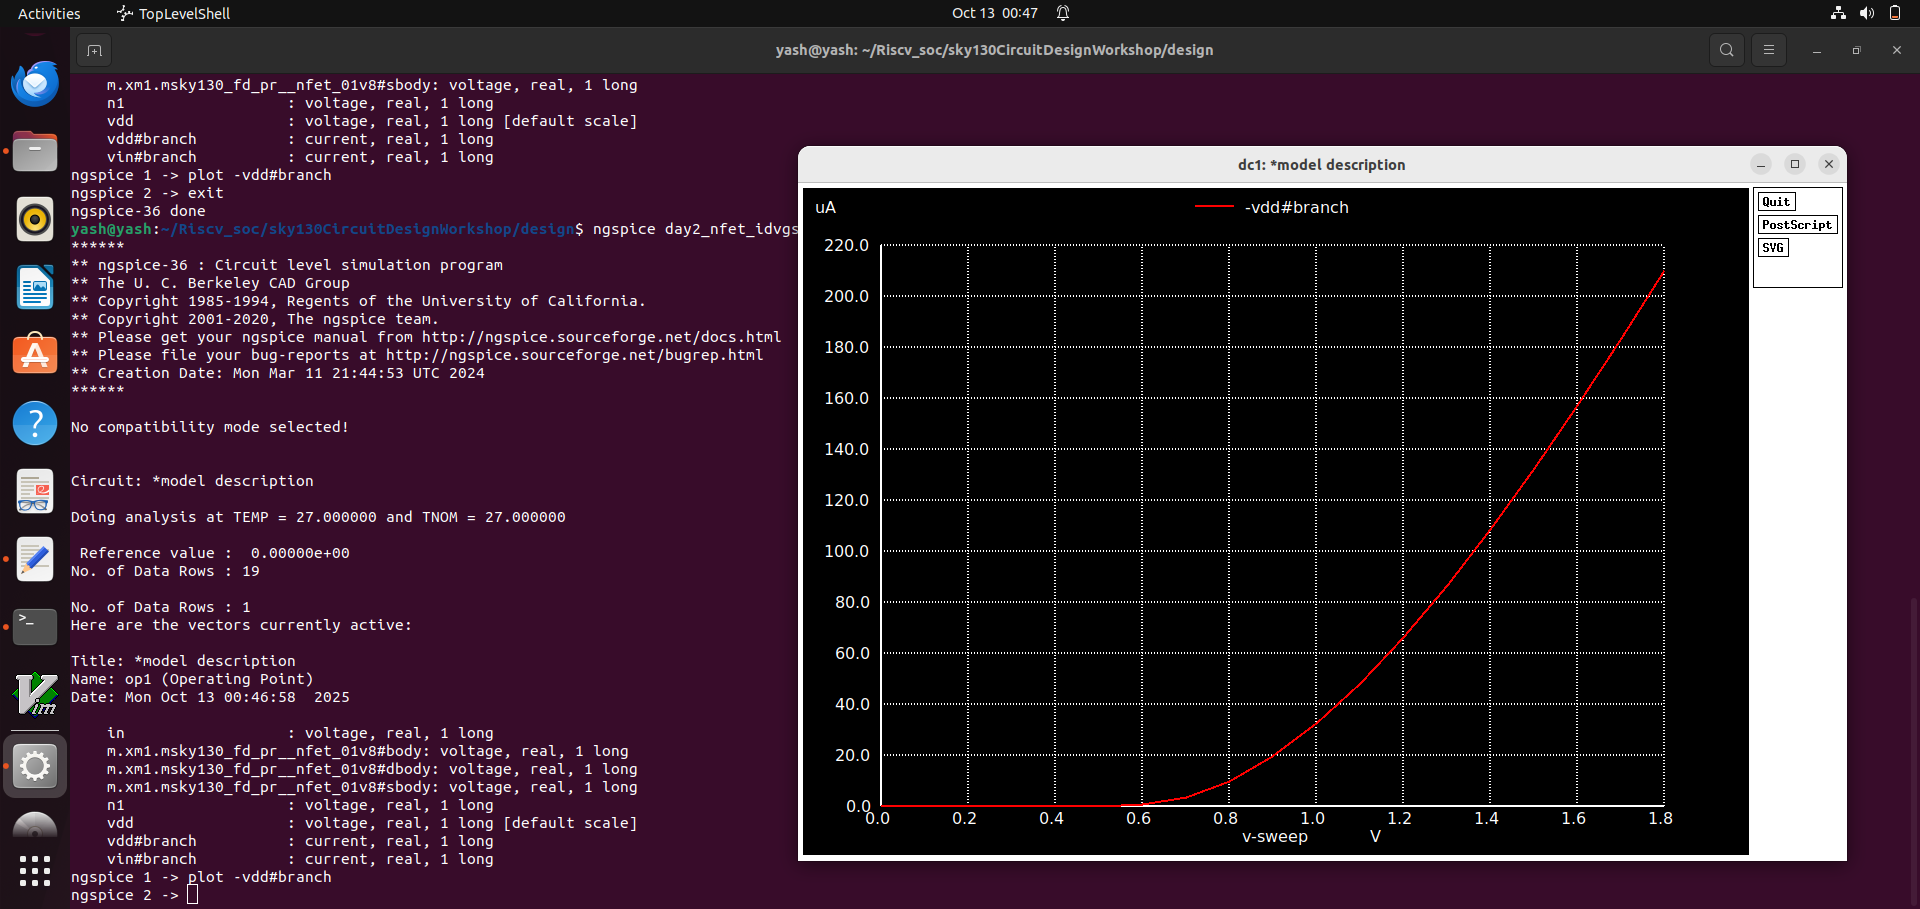 Activities
TopLevelShell
Oct 13  00:47
yash@yash: ~/Riscv_soc/sky130CircuitDesignWorkshop/design
    m.xm1.msky130_fd_pr__nfet_01v8#sbody: voltage, real, 1 long
    n1                  : voltage, real, 1 long
    vdd                 : voltage, real, 1 long [default scale]
    vdd#branch          : current, real, 1 long
    vin#branch          : current, real, 1 long
ngspice 1 -> plot -vdd#branch
ngspice 2 -> exit
ngspice-36 done
yash@yash:~/Riscv_soc/sky130CircuitDesignWorkshop/design$ ngspice day2_nfet_idvgs
******
** ngspice-36 : Circuit level simulation program
** The U. C. Berkeley CAD Group
** Copyright 1985-1994, Regents of the University of California.
** Copyright 2001-2020, The ngspice team.
** Please get your ngspice manual from http://ngspice.sourceforge.net/docs.html
** Please file your bug-reports at http://ngspice.sourceforge.net/bugrep.html
** Creation Date: Mon Mar 11 21:44:53 UTC 2024
******
No compatibility mode selected!
Circuit: *model description
Doing analysis at TEMP = 27.000000 and TNOM = 27.000000
 Reference value :  0.00000e+00
No. of Data Rows : 19
No. of Data Rows : 1
Here are the vectors currently active:
Title: *model description
Name: op1 (Operating Point)
Date: Mon Oct 13 00:46:58  2025
    in                  : voltage, real, 1 long
    m.xm1.msky130_fd_pr__nfet_01v8#body: voltage, real, 1 long
    m.xm1.msky130_fd_pr__nfet_01v8#dbody: voltage, real, 1 long
    m.xm1.msky130_fd_pr__nfet_01v8#sbody: voltage, real, 1 long
    n1                  : voltage, real, 1 long
    vdd                 : voltage, real, 1 long [default scale]
    vdd#branch          : current, real, 1 long
    vin#branch          : current, real, 1 long
ngspice 1 -> plot -vdd#branch
ngspice 2 ->
dc1: *model description
Quit
PostScript
SVG
uA
-vdd#branch
220.0
200.0
180.0
160.0
140.0
120.0
100.0
80.0
60.0
40.0
20.0
0.0
0.0 0.2 0.4 0.6 0.8 1.0 1.2 1.4 1.6 1.8
v-sweep V